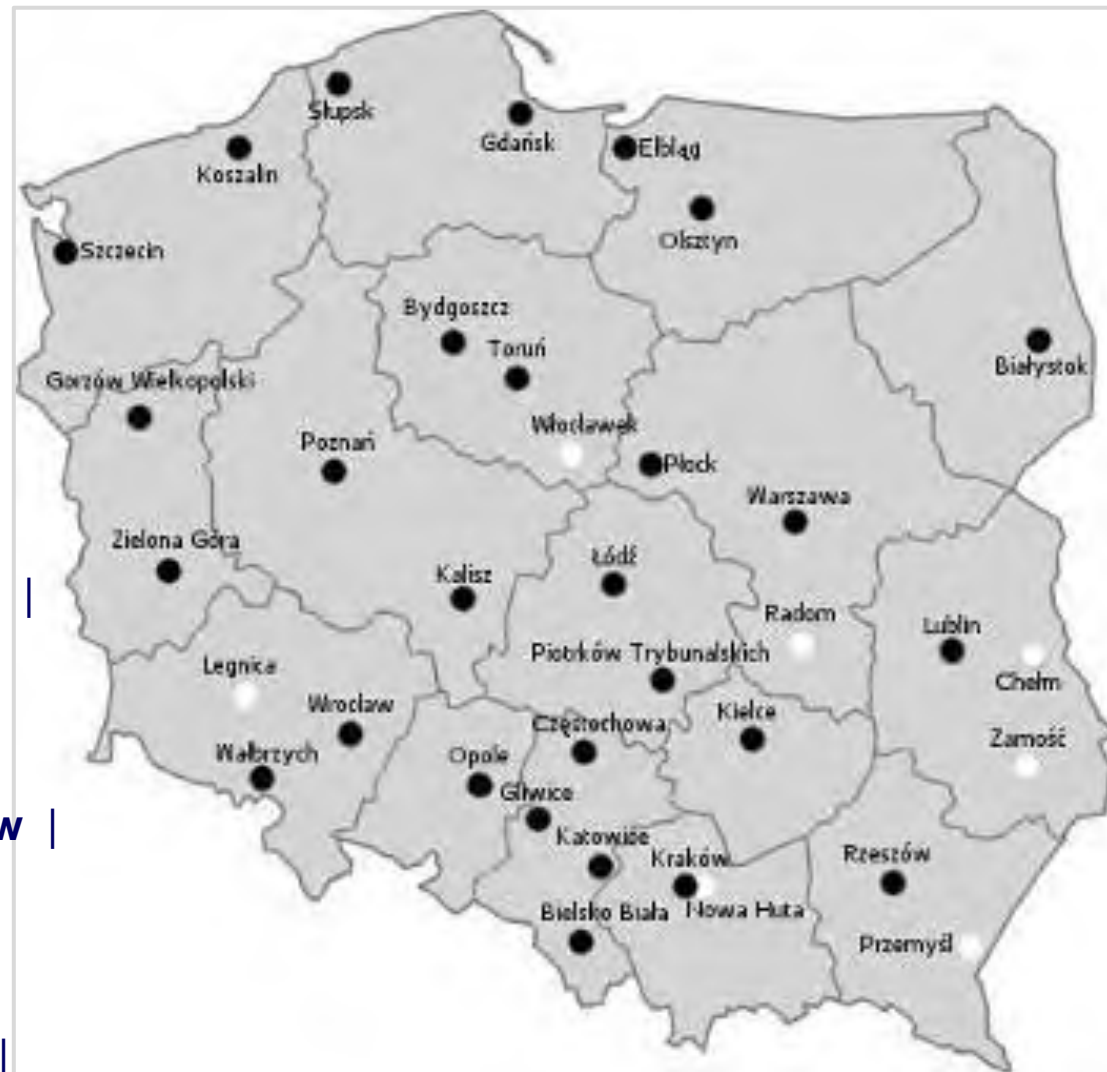 Słupsk
Gdańsk
Elbląg
Koszalin
Olsztyn
Szczecin
Bydgoszcz
Toruń
Białystok
Gorzów Wielkopolski
Włocławek
Poznań
Płock
Warszawa
Zielona Góra
Łódź
Kalisz
Radom
|
Lublin
Piotrków Trybunalskich
Legnica
Chełm
Wrocław
Częstochowa
Kielce
Zamość
Wałbrzych
Opole
Gliwice
w |
Katowice
Kraków
Rzeszów
Bielsko Biała
Nowa Huta
Przemyśl
|